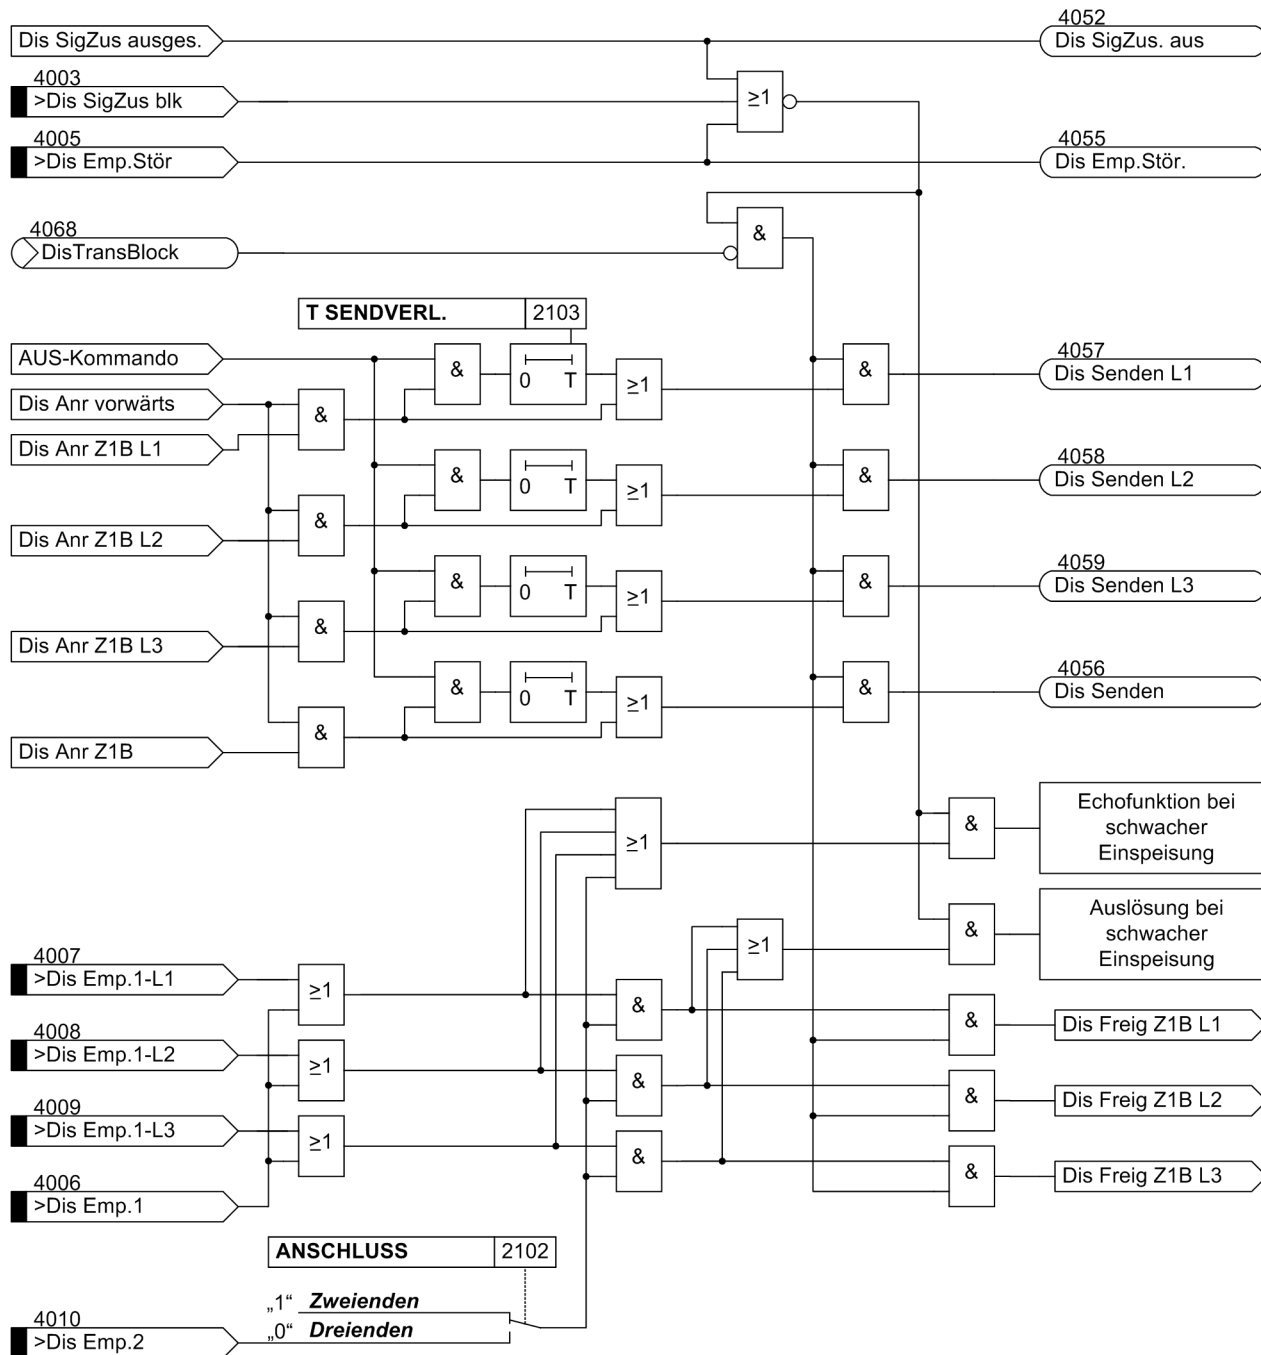 4052
Dis SigZus ausges.
Dis SigZus. aus
4003
>Dis SigZus blk
≥1
4005
4055
>Dis Emp.Stör
Dis Emp.Stör.
4068
&
DisTransBlock
T SENDVERL. 2103
AUS-Kommando
&
0 T
≥1
&
4057
Dis Senden L1
Dis Anr vorwärts
&
Dis Anr Z1B L1
&
0 T
≥1
&
4058
Dis Senden L2
&
Dis Anr Z1B L2
&
0 T
≥1
&
4059
Dis Senden L3
&
Dis Anr Z1B L3
&
0 T
≥1
&
4056
Dis Senden
&
Dis Anr Z1B
≥1
&
Echofunktion bei
schwacher
Einspeisung
≥1
&
Auslösung bei
schwacher
Einspeisung
4007
>Dis Emp.1-L1
≥1
&
&
Dis Freig Z1B L1
4008
>Dis Emp.1-L2
≥1
&
&
Dis Freig Z1B L2
4009
>Dis Emp.1-L3
≥1
&
&
Dis Freig Z1B L3
4006
>Dis Emp.1
ANSCHLUSS 2102
„1“ Zweienden
„0“ Dreienden
4010
>Dis Emp.2